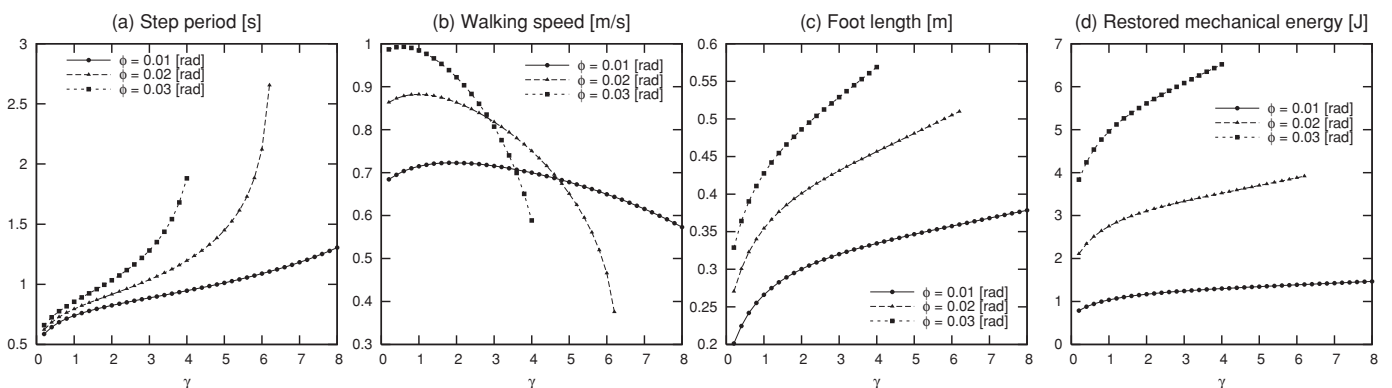 (a) Step period [s]
3
2.5
2
1.5
1
0.5
0 1 2 3 4 5 6 7 8
γ
ϕ = 0.01 [rad]
ϕ = 0.02 [rad]
ϕ = 0.03 [rad]
(b) Walking speed [m/s]
1
0.9
0.8
0.7
0.6
0.5
0.4
0.3
0 1 2 3 4 5 6 7 8
γ
ϕ = 0.01 [rad]
ϕ = 0.02 [rad]
ϕ = 0.03 [rad]
(c) Foot length [m]
0.6
0.55
0.5
0.45
0.4
0.35
0.3
0.25
0.2
0 1 2 3 4 5 6 7 8
γ
ϕ = 0.01 [rad]
ϕ = 0.02 [rad]
ϕ = 0.03 [rad]
(d) Restored mechanical energy [J]
7
6
5
4
3
2
1
0
0 1 2 3 4 5 6 7 8
γ
ϕ = 0.01 [rad]
ϕ = 0.02 [rad]
ϕ = 0.03 [rad]